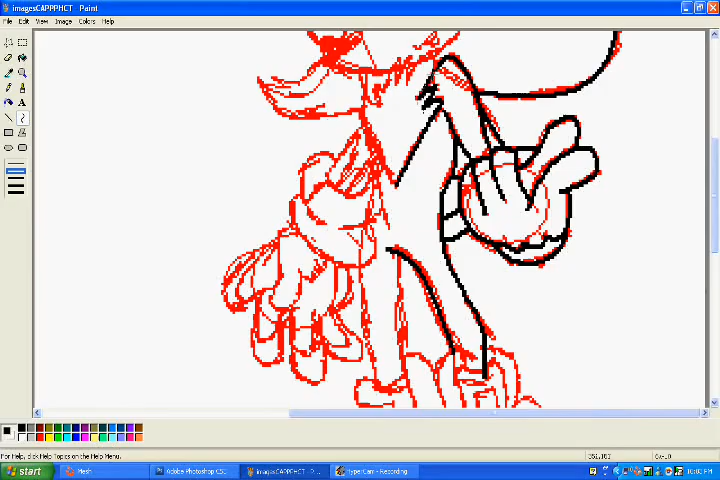 imagesCAPPPHCT - Paint
File Edit View Image Colors Help
For Help, click Help Topics on the Help Menu.
start
Mesh
Adobe Photoshop CS2
imagesCAPPPHCT - P...
HyperCam - Recording
10:03 PM